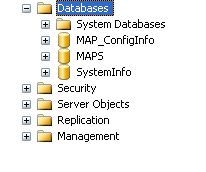 Databases
System Databases
MAP_ConfigInfo
MAPS
SystemInfo
Security
Server Objects
Replication
Management